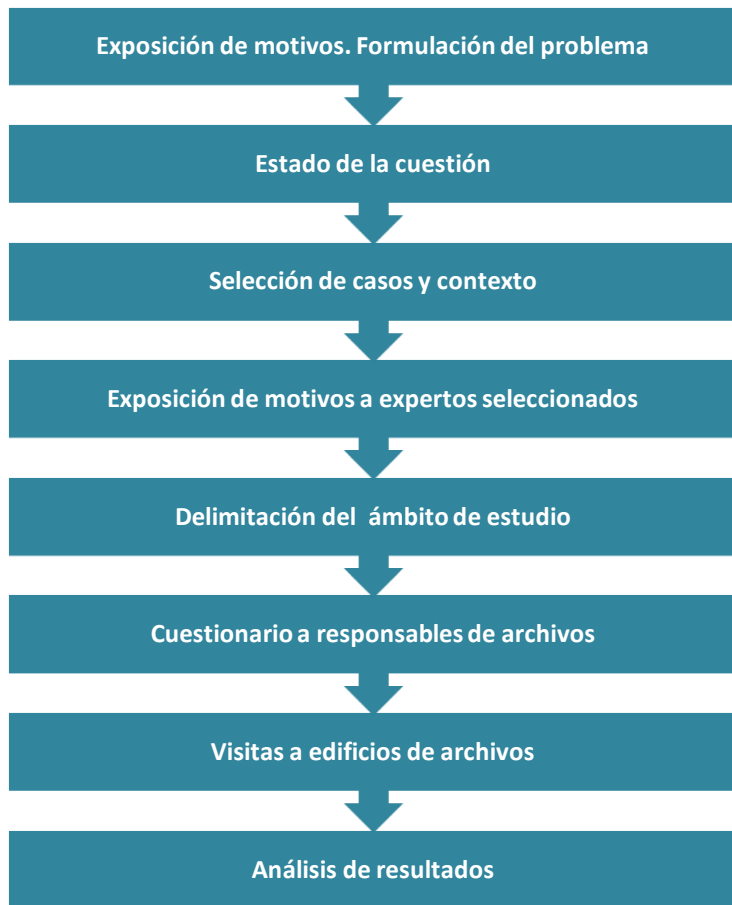 Exposición de motivos. Formulación del problema
Estado de la cuestión
Selección de casos y contexto
Exposición de motivos a expertos seleccionados
Delimitación del ámbito de estudio
Cuestionario a responsables de archivos
Visitas a edificios de archivos
Análisis de resultados